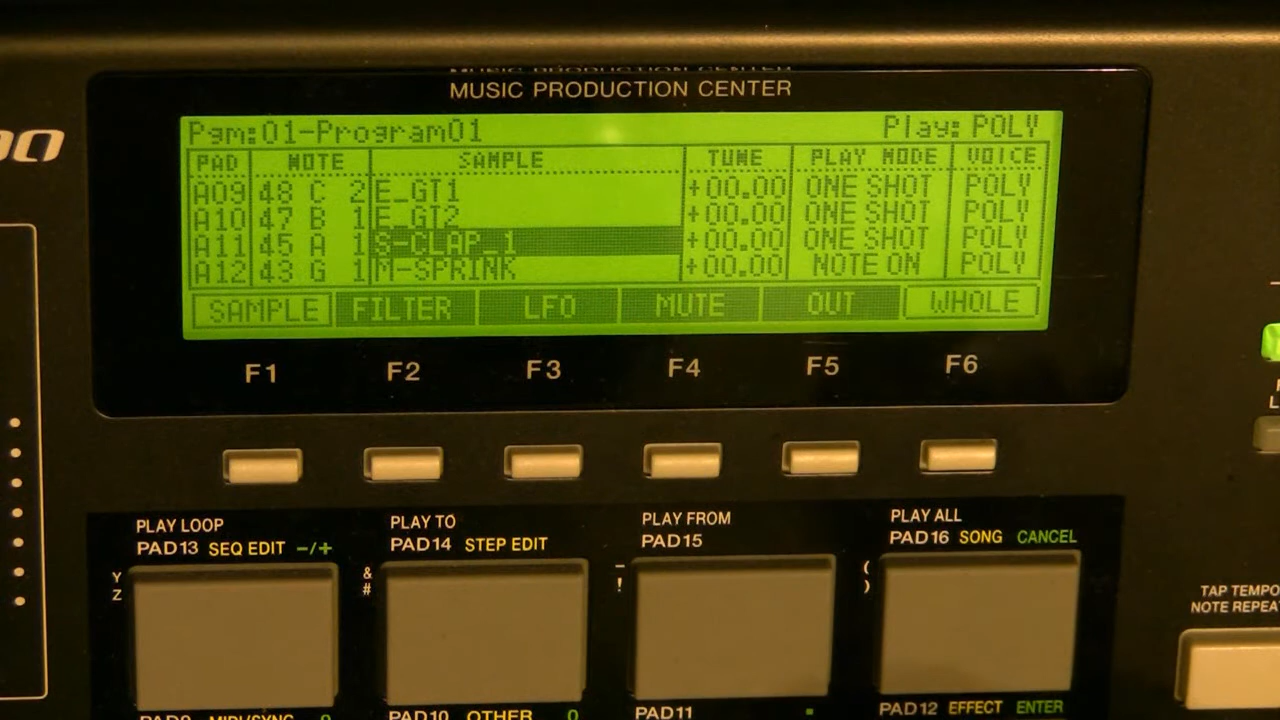 MUSIC PRODUCTION CENTER
Pgm:01-Program01 Play: POLY
PAD NOTE SAMPLE TUNE PLAY MODE VOICE
A09 48 C 2 E_GT1 +00.00 ONE SHOT POLY
A10 47 B 1 E_GT2 +00.00 ONE SHOT POLY
A11 45 A 1 S-CLAP_1 +00.00 ONE SHOT POLY
A12 43 G 1 M-SPRINK +00.00 NOTE ON POLY
SAMPLE FILTER LFO MUTE OUT WHOLE
F1 F2 F3 F4 F5 F6
PLAY LOOP PLAY TO PLAY FROM PLAY ALL
PAD13 SEQ EDIT -/+ PAD14 STEP EDIT PAD15 PAD16 SONG CANCEL
Y & - (
Z # ! )
TAP TEMPO
NOTE REPEA
PAD9 MIDI/SYNC PAD10 OTHER PAD11 PAD12 EFFECT ENTER